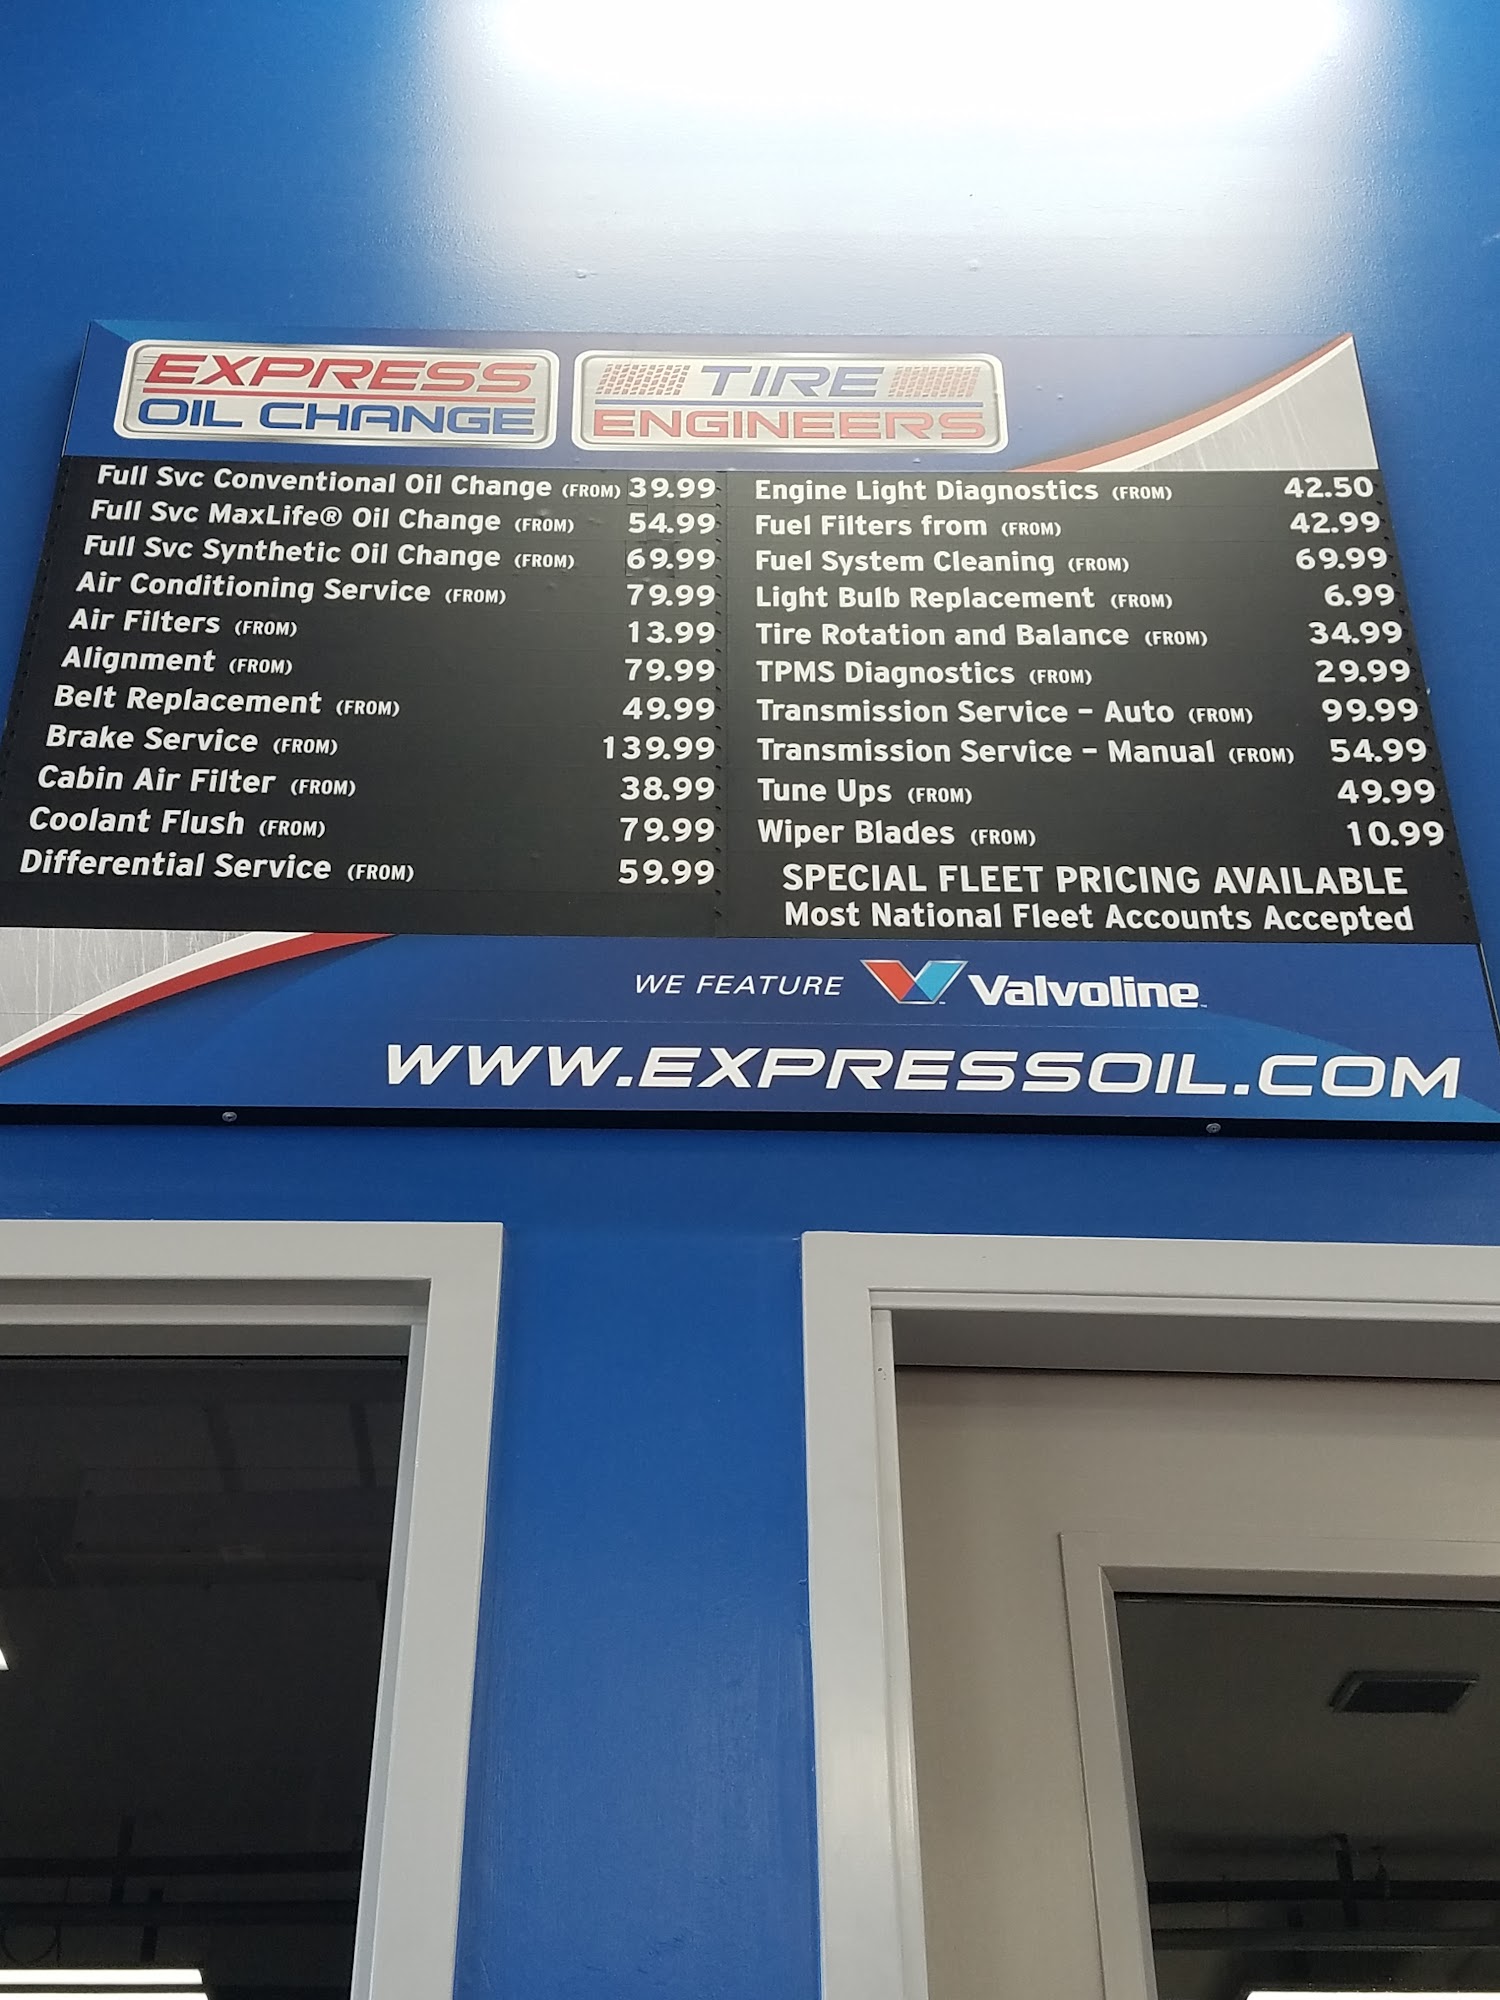 EXPRESS
OIL CHANGE
TIRE
ENGINEERS
Full Svc Conventional Oil Change (FROM) 39.99
Full Svc MaxLife® Oil Change (FROM) 54.99
Full Svc Synthetic Oil Change (FROM) 69.99
Air Conditioning Service (FROM) 79.99
Air Filters (FROM) 13.99
Alignment (FROM) 79.99
Belt Replacement (FROM) 49.99
Brake Service (FROM) 139.99
Cabin Air Filter (FROM) 38.99
Coolant Flush (FROM) 79.99
Differential Service (FROM) 59.99
Engine Light Diagnostics (FROM) 42.50
Fuel Filters from (FROM) 42.99
Fuel System Cleaning (FROM) 69.99
Light Bulb Replacement (FROM) 6.99
Tire Rotation and Balance (FROM) 34.99
TPMS Diagnostics (FROM) 29.99
Transmission Service - Auto (FROM) 99.99
Transmission Service - Manual (FROM) 54.99
Tune Ups (FROM) 49.99
Wiper Blades (FROM) 10.99
SPECIAL FLEET PRICING AVAILABLE
Most National Fleet Accounts Accepted
WE FEATURE Valvoline™
WWW.EXPRESSOIL.COM